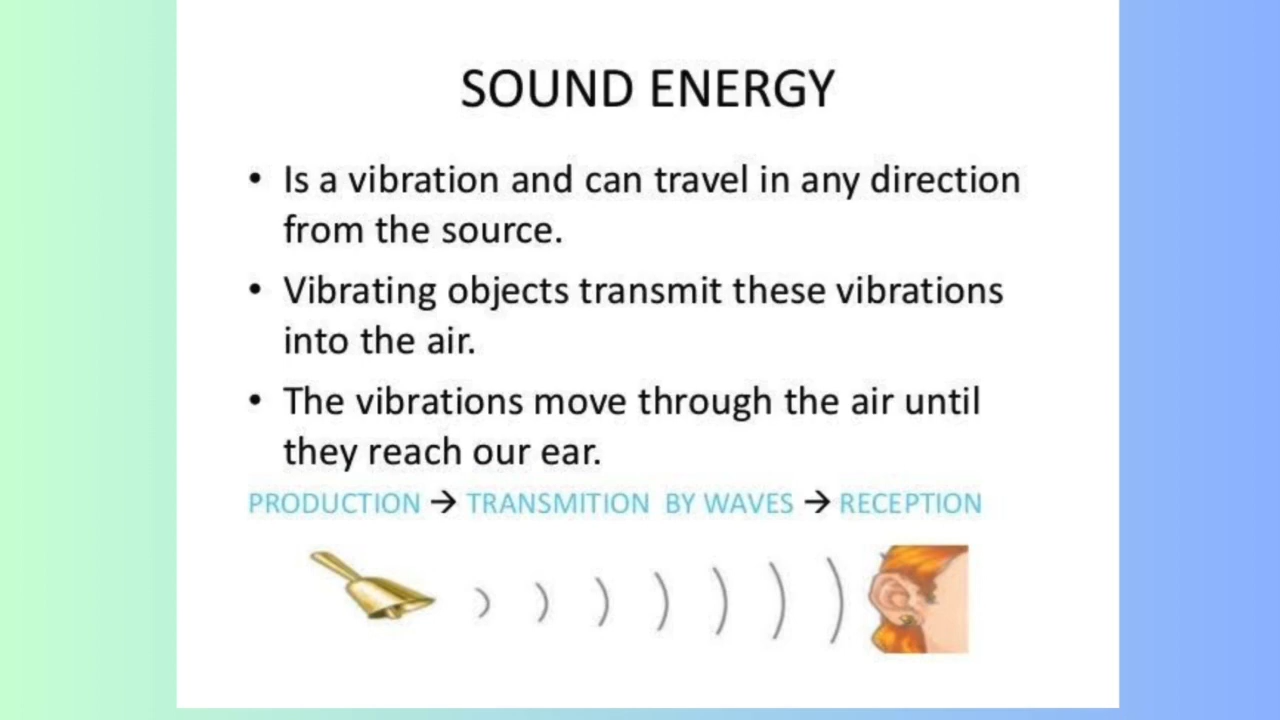 SOUND ENERGY
• Is a vibration and can travel in any direction
from the source.
• Vibrating objects transmit these vibrations
into the air.
• The vibrations move through the air until
they reach our ear.
PRODUCTION → TRANSMITION BY WAVES → RECEPTION